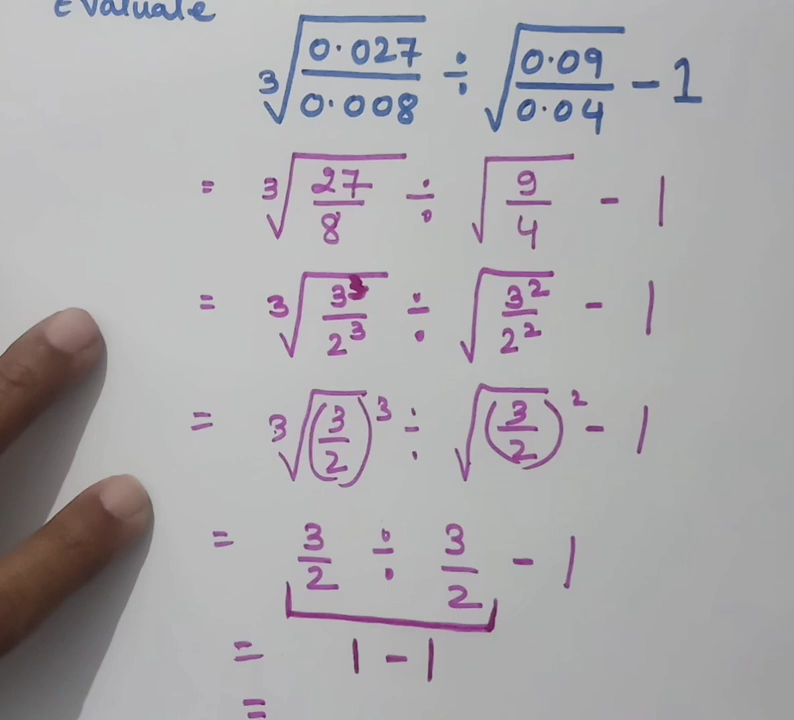 Evaluate
∛(0.027/0.008) ÷ √(0.09/0.04) - 1
= ∛(27/8) ÷ √(9/4) - 1
= ∛(3³/2³) ÷ √(3²/2²) - 1
= ∛(3/2)³ ÷ √(3/2)² - 1
= 3/2 ÷ 3/2 - 1
= 1 - 1
=